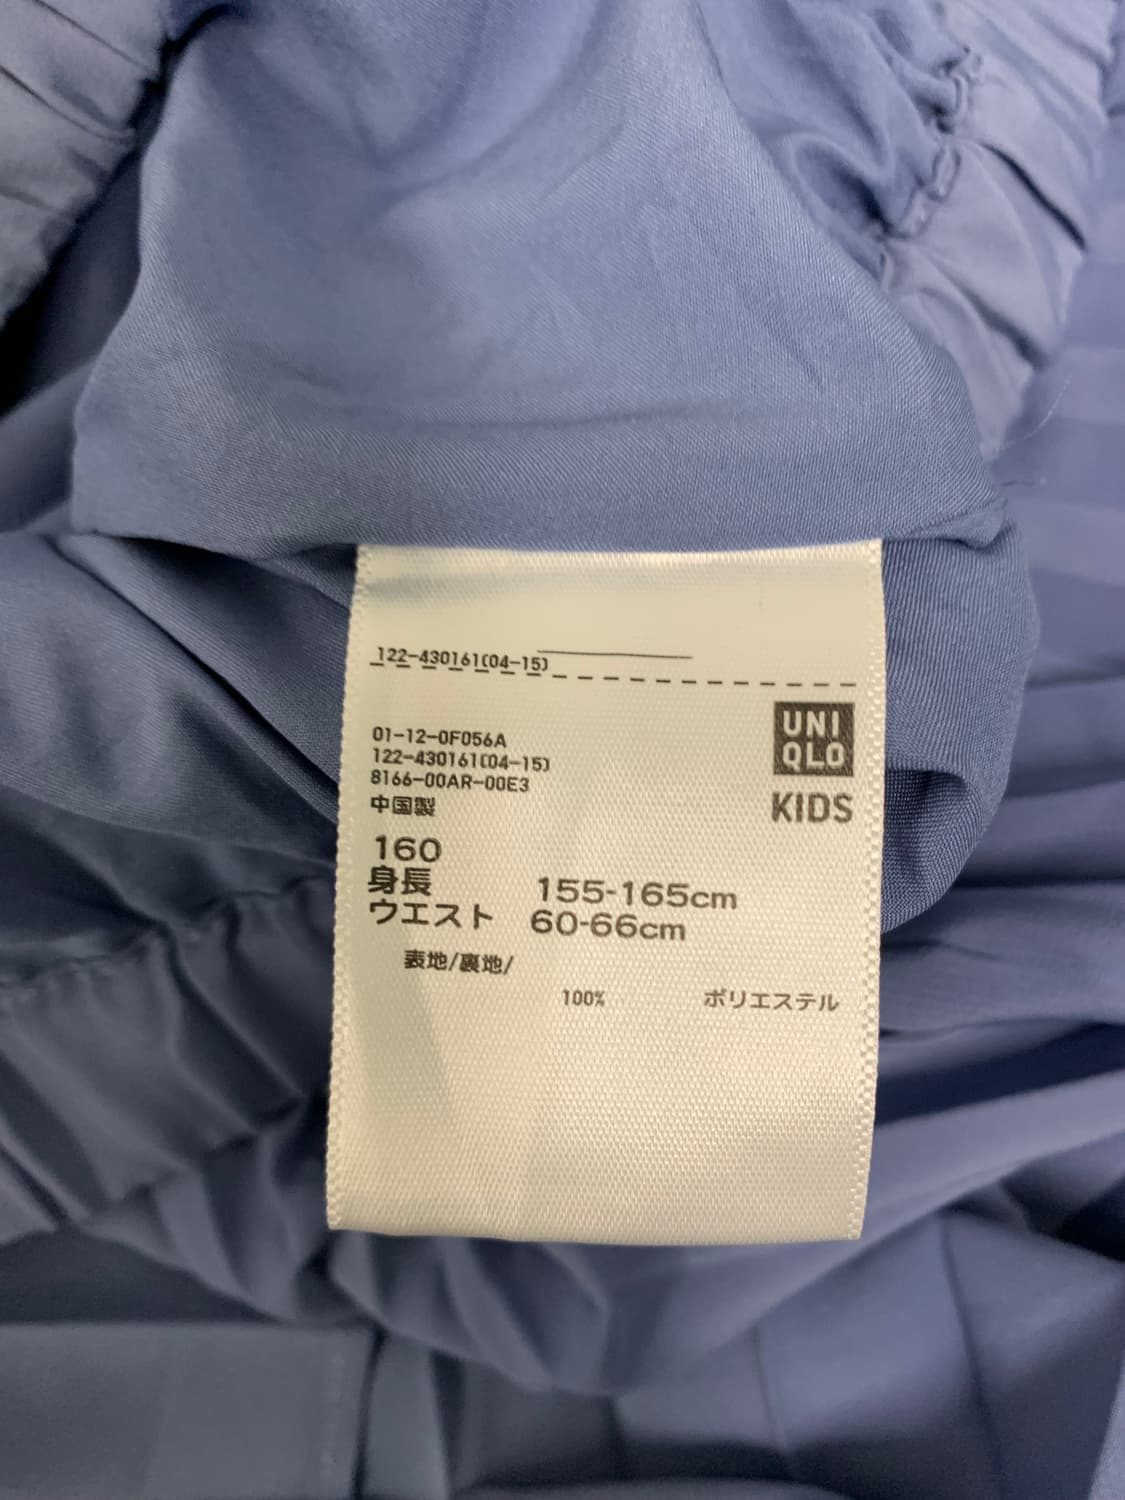 122-430161(04-15)
UNI
QLO
KIDS
01-12-0F056A
122-430161(04-15)
8166-00AR-00E3
中国製
160
身長 155-165cm
ウエスト 60-66cm
表地/裏地/
100% ポリエステル